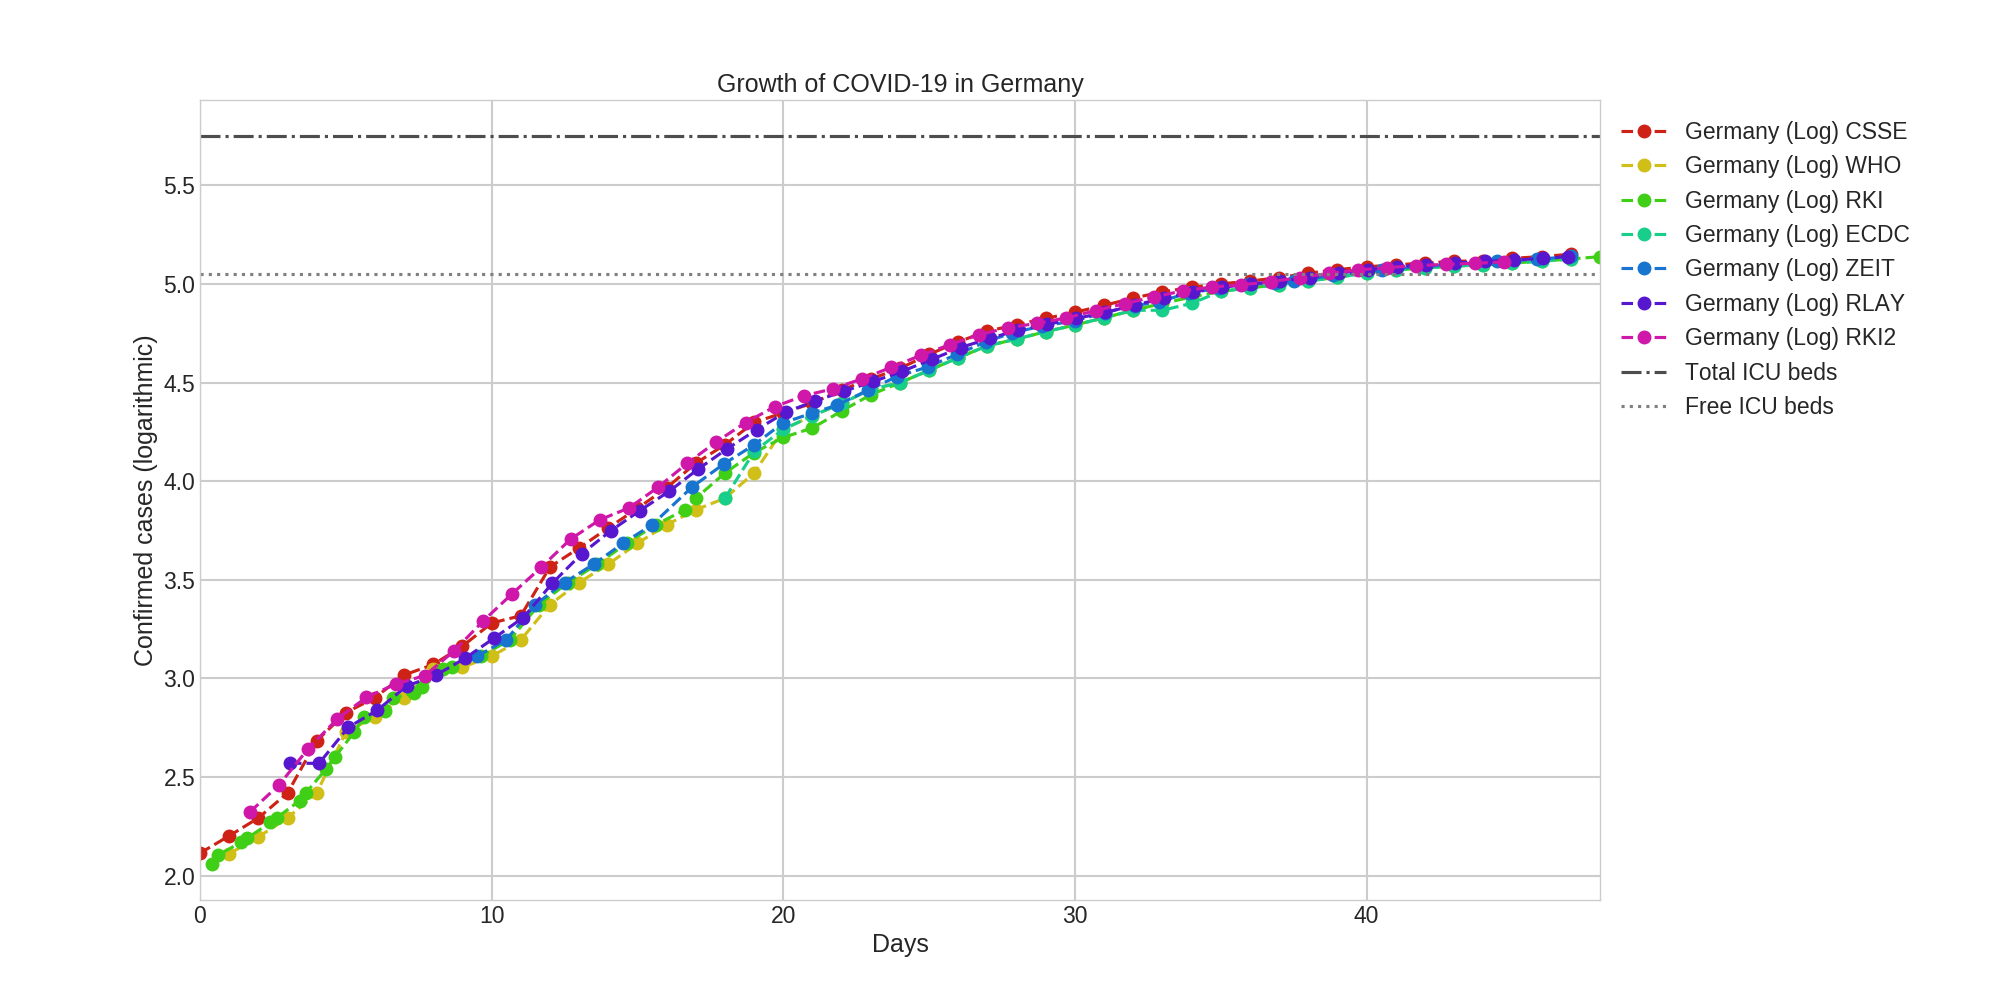 Growth of COVID-19 in Germany
Confirmed cases (logarithmic)
5.5
5.0
4.5
4.0
3.5
3.0
2.5
2.0
0 10 20 30 40
Days
Germany (Log) CSSE
Germany (Log) WHO
Germany (Log) RKI
Germany (Log) ECDC
Germany (Log) ZEIT
Germany (Log) RLAY
Germany (Log) RKI2
Total ICU beds
Free ICU beds